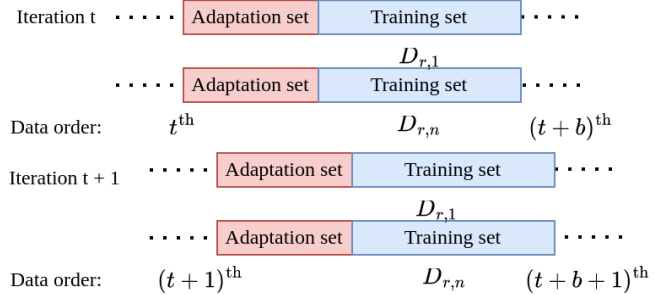 Iteration t ..... Adaptation set Training set .....
D_{r,1}
..... Adaptation set Training set .....
Data order: t^{th} D_{r,n} (t + b)^{th}
Iteration t + 1 ..... Adaptation set Training set .....
D_{r,1}
..... Adaptation set Training set .....
Data order: (t + 1)^{th} D_{r,n} (t + b + 1)^{th}